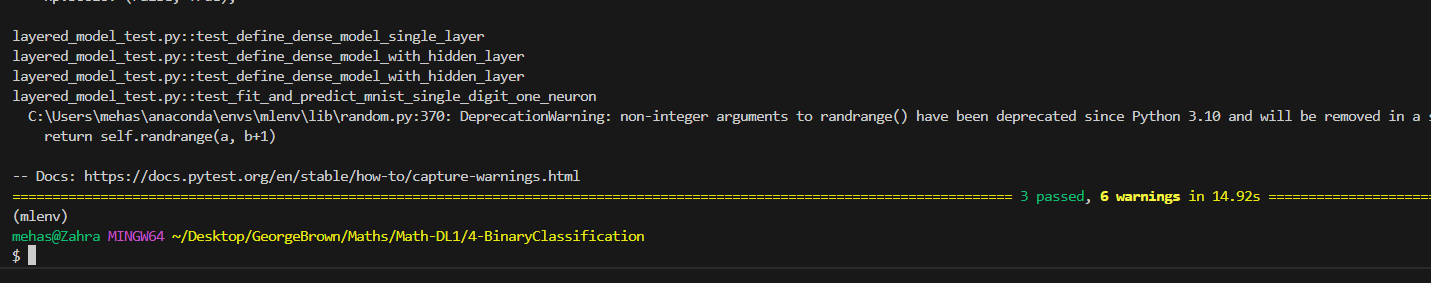 layered_model_test.py::test_define_dense_model_single_layer
layered_model_test.py::test_define_dense_model_with_hidden_layer
layered_model_test.py::test_define_dense_model_with_hidden_layer
layered_model_test.py::test_fit_and_predict_mnist_single_digit_one_neuron
  C:\Users\mehas\anaconda\envs\mlenv\lib\random.py:370: DeprecationWarning: non-integer arguments to randrange() have been deprecated since Python 3.10 and will be removed in a
    return self.randrange(a, b+1)
-- Docs: https://docs.pytest.org/en/stable/how-to/capture-warnings.html
3 passed, 6 warnings in 14.92s
(mlenv)
mehas@Zahra MINGW64 ~/Desktop/GeorgeBrown/Maths/Math-DL1/4-BinaryClassification
$